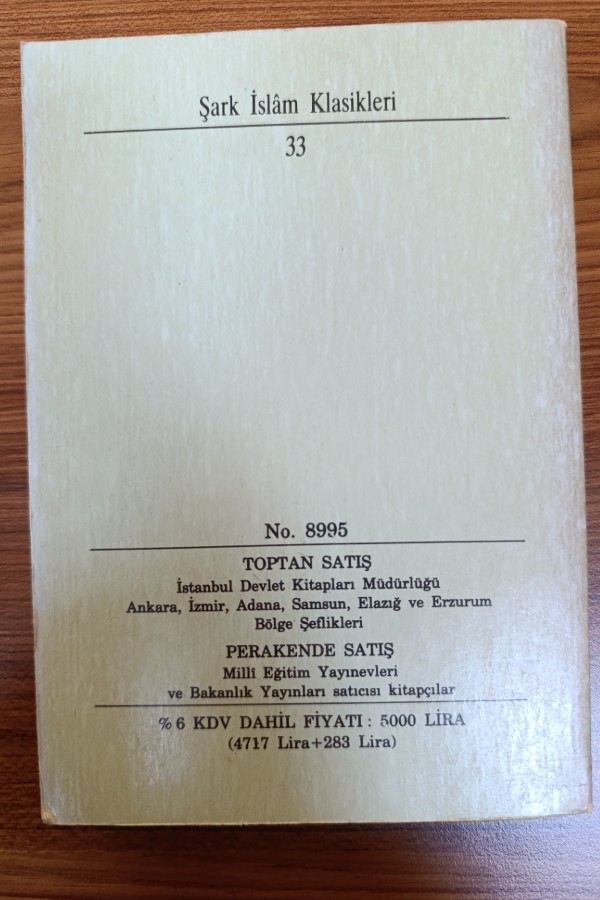 Şark İslâm Klasikleri
33
No. 8995
TOPTAN SATIŞ
İstanbul Devlet Kitapları Müdürlüğü
Ankara, İzmir, Adana, Samsun, Elazığ ve Erzurum
Bölge Şeflikleri
PERAKENDE SATIŞ
Millî Eğitim Yayınevleri
ve Bakanlık Yayınları satıcısı kitapçılar
%6 KDV DAHİL FİYATI : 5000 LİRA
(4717 Lira+283 Lira)